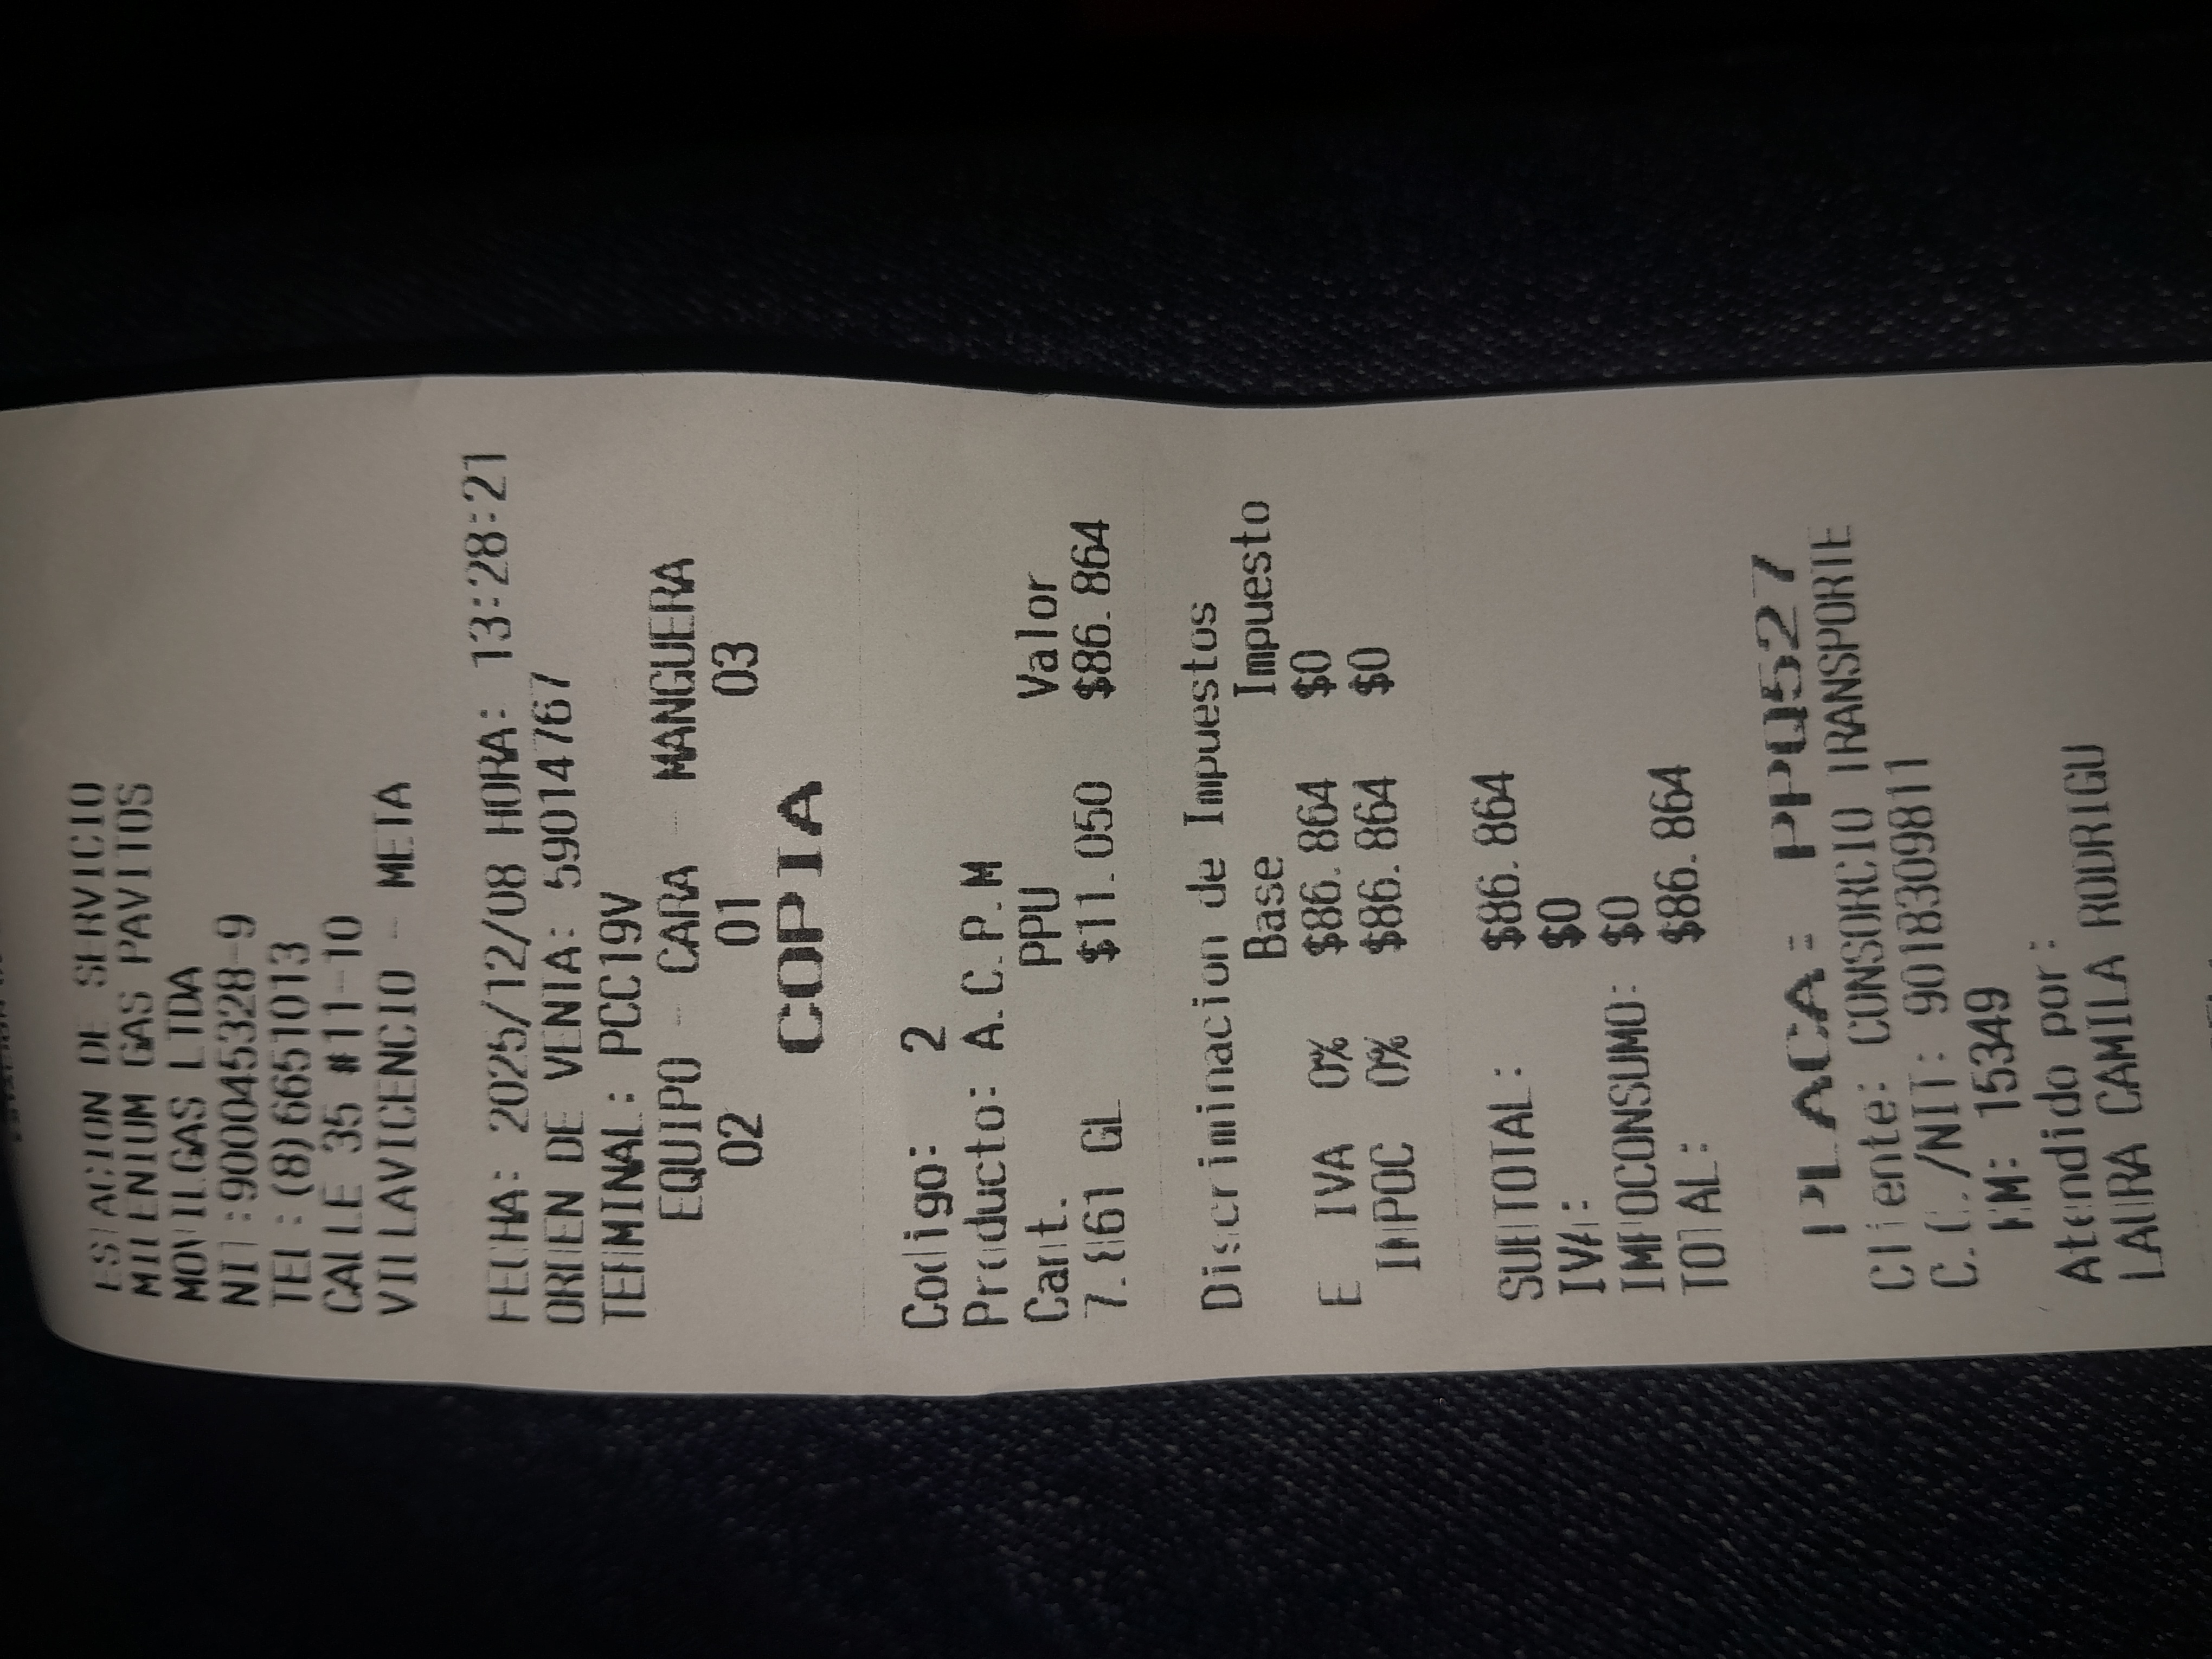 ESTACION DE SERVICIO
MILENIUM GAS PAVITOS
MOVILGAS LTDA
NIT:900045328-9
TEL:(8)6651013
CALLE 35 #11-10
VILLAVICENCIO - META
FECHA: 2025/12/08 HORA: 13:28:21
ORDEN DE VENTA: 59014767
TERMINAL: PCC19V
EQUIPO - CARA - MANGUERA
02 01 03
COPIA
Codigo: 2
Producto: A.C.P.M
Cant. PPU Valor
7.861 GL $11.050 $86.864
Discriminacion de Impuestos
Base Impuesto
E IVA 0% $86.864 $0
IMPOC 0% $86.864 $0
SUBTOTAL: $86.864
IVA: $0
IMPOCONSUMO: $0
TOTAL: $86.864
PLACA: PPQ527
Cliente: CONSORCIO TRANSPORTE
C.C./NIT: 9018309811
KM: 15349
Atendido por:
LAURA CAMILA RODRIGU